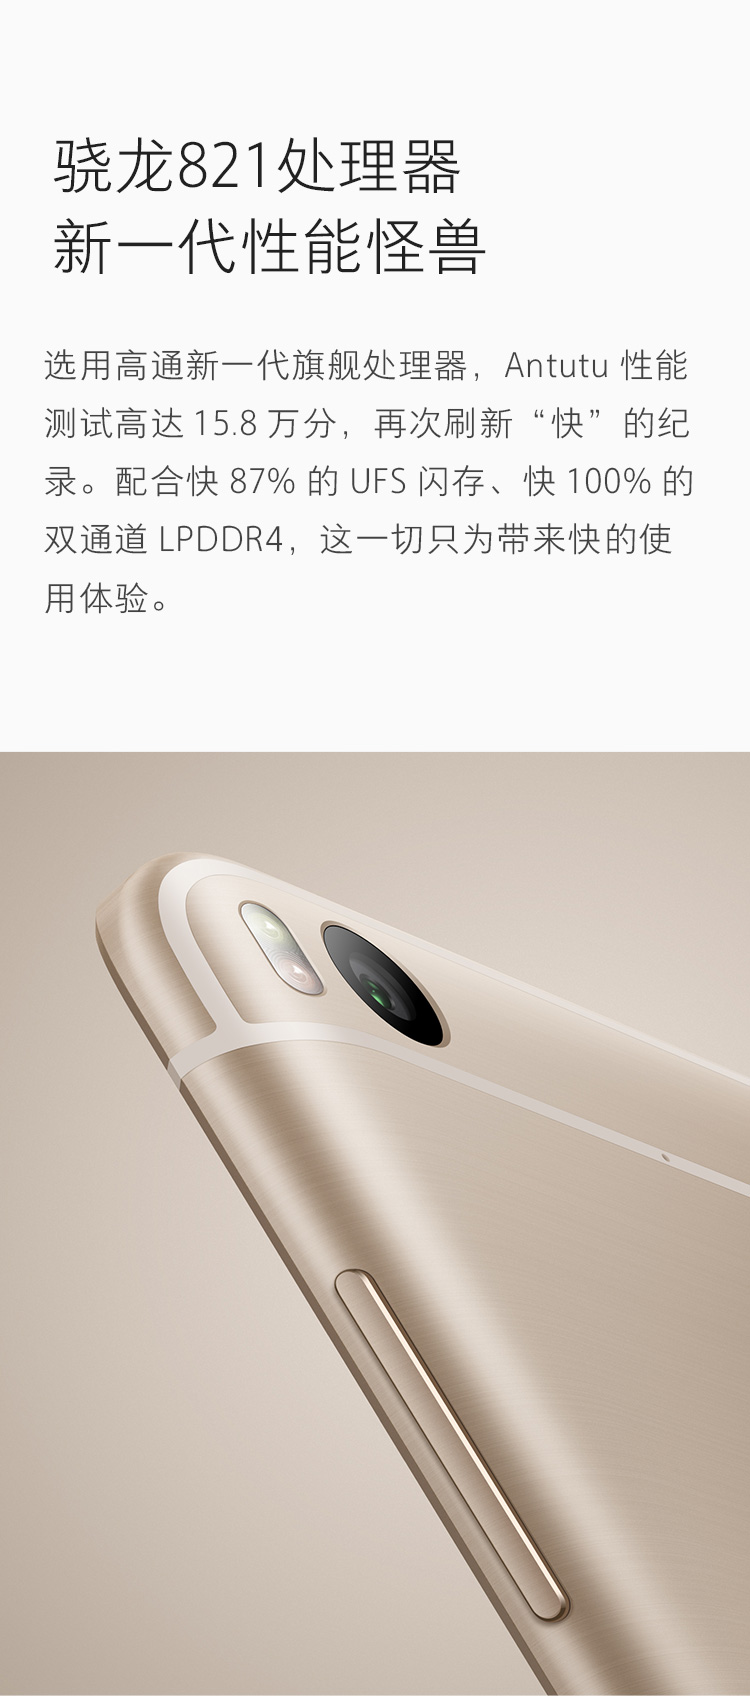 骁龙821处理器
新一代性能怪兽
选用高通新一代旗舰处理器，Antutu 性能
测试高达 15.8 万分，再次刷新“快”的纪
录。配合快 87% 的 UFS 闪存、快 100% 的
双通道 LPDDR4，这一切只为带来快的使
用体验。